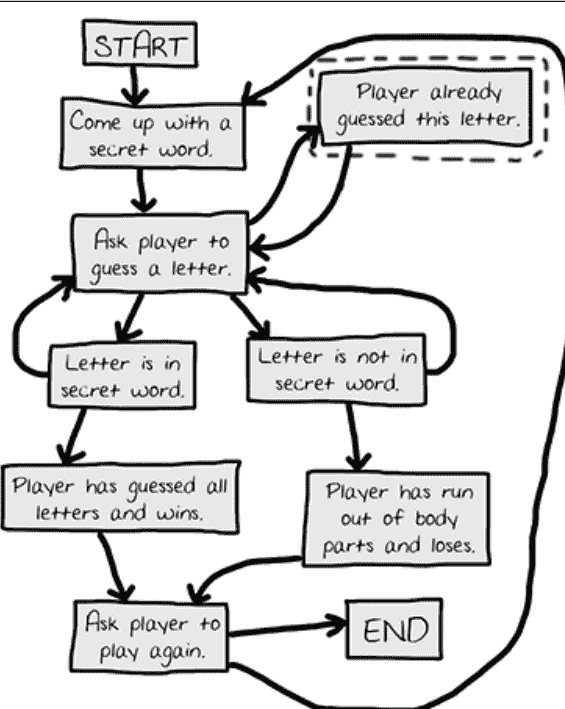 START
Come up with a
secret word.
Player already
guessed this letter.
Ask player to
guess a letter.
Letter is in
secret word.
Letter is not in
secret word.
Player has guessed all
letters and wins.
Player has run
out of body
parts and loses.
Ask player to
play again.
END